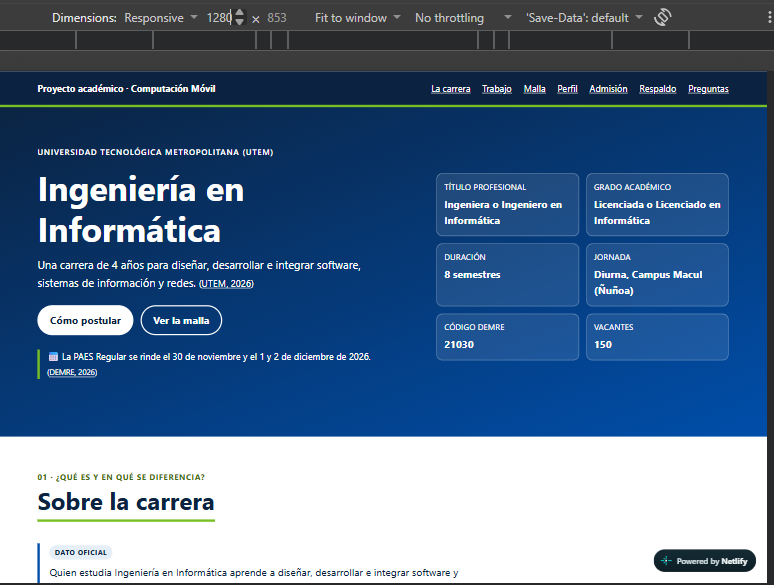 Dimensions: Responsive 1280 × 853 Fit to window No throttling 'Save-Data': default
Proyecto académico · Computación Móvil
La carrera Trabajo Malla Perfil Admisión Respaldo Preguntas
UNIVERSIDAD TECNOLÓGICA METROPOLITANA (UTEM)
Ingeniería en
Informática
Una carrera de 4 años para diseñar, desarrollar e integrar software,
sistemas de información y redes. (UTEM, 2026)
Cómo postular
Ver la malla
La PAES Regular se rinde el 30 de noviembre y el 1 y 2 de diciembre de 2026.
(DEMRE, 2026)
TÍTULO PROFESIONAL
Ingeniera o Ingeniero en
Informática
GRADO ACADÉMICO
Licenciada o Licenciado en
Informática
DURACIÓN
8 semestres
JORNADA
Diurna, Campus Macul
(Ñuñoa)
CÓDIGO DEMRE
21030
VACANTES
150
01 · ¿QUÉ ES Y EN QUÉ SE DIFERENCIA?
Sobre la carrera
DATO OFICIAL
Quien estudia Ingeniería en Informática aprende a diseñar, desarrollar e integrar software y
Powered by Netlify